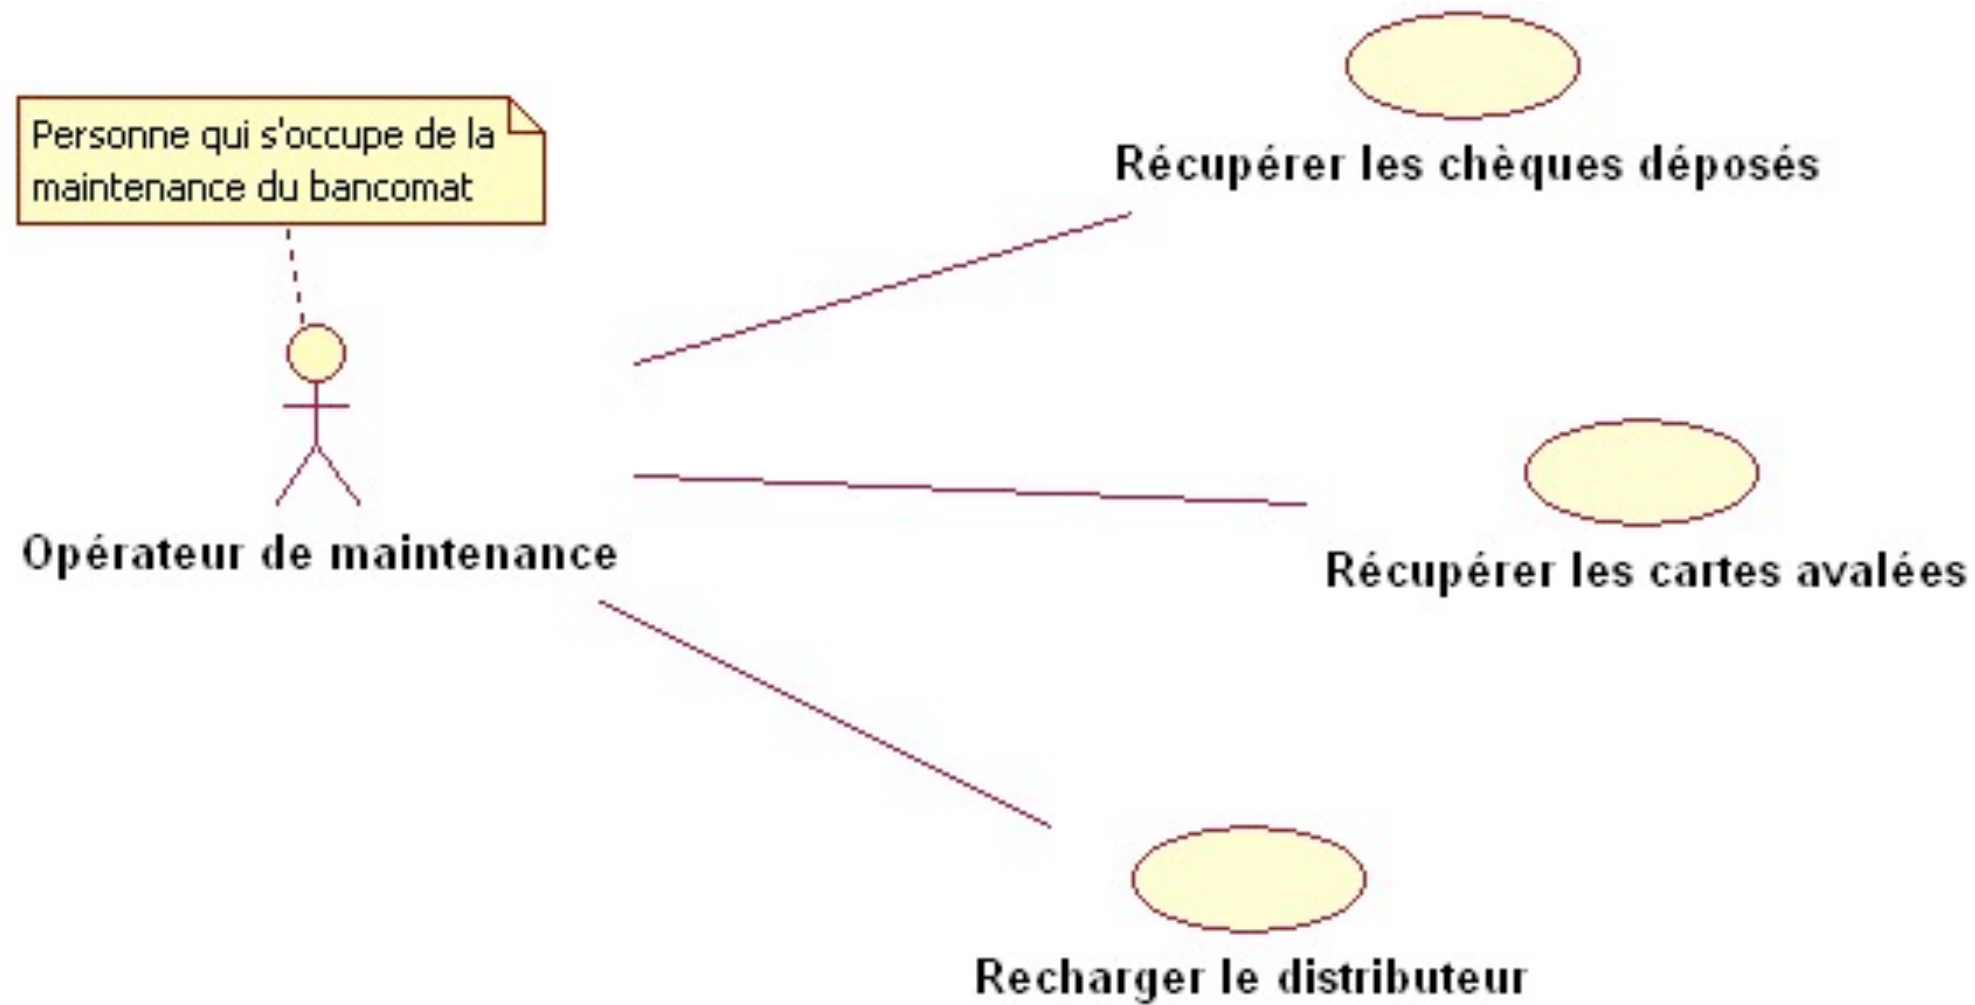 Personne qui s'occupe de la
maintenance du bancomat
Récupérer les chèques déposés
Opérateur de maintenance
Récupérer les cartes avalées
Recharger le distributeur